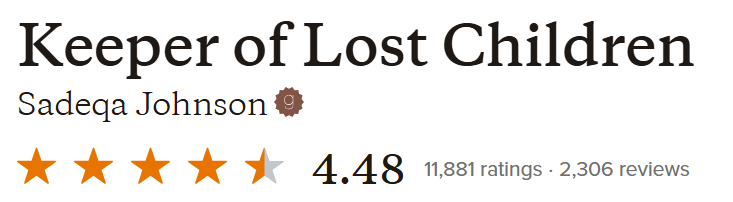 Keeper of Lost Children
Sadeqa Johnson g
4.48 11,881 ratings · 2,306 reviews